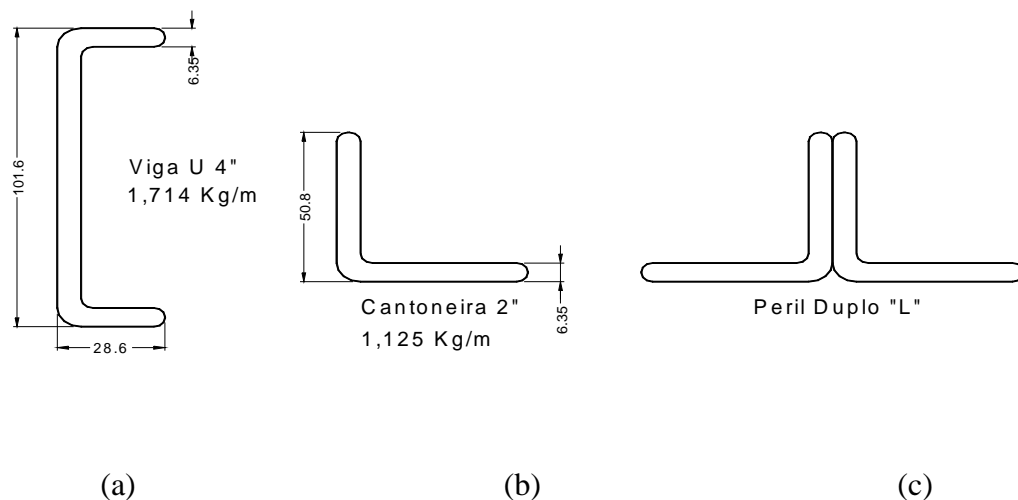 6.35
101.6
Viga U 4"
1,714 Kg/m
28.6
50.8
6.35
Cantoneira 2"
1,125 Kg/m
Peril Duplo "L"
(a)
(b)
(c)